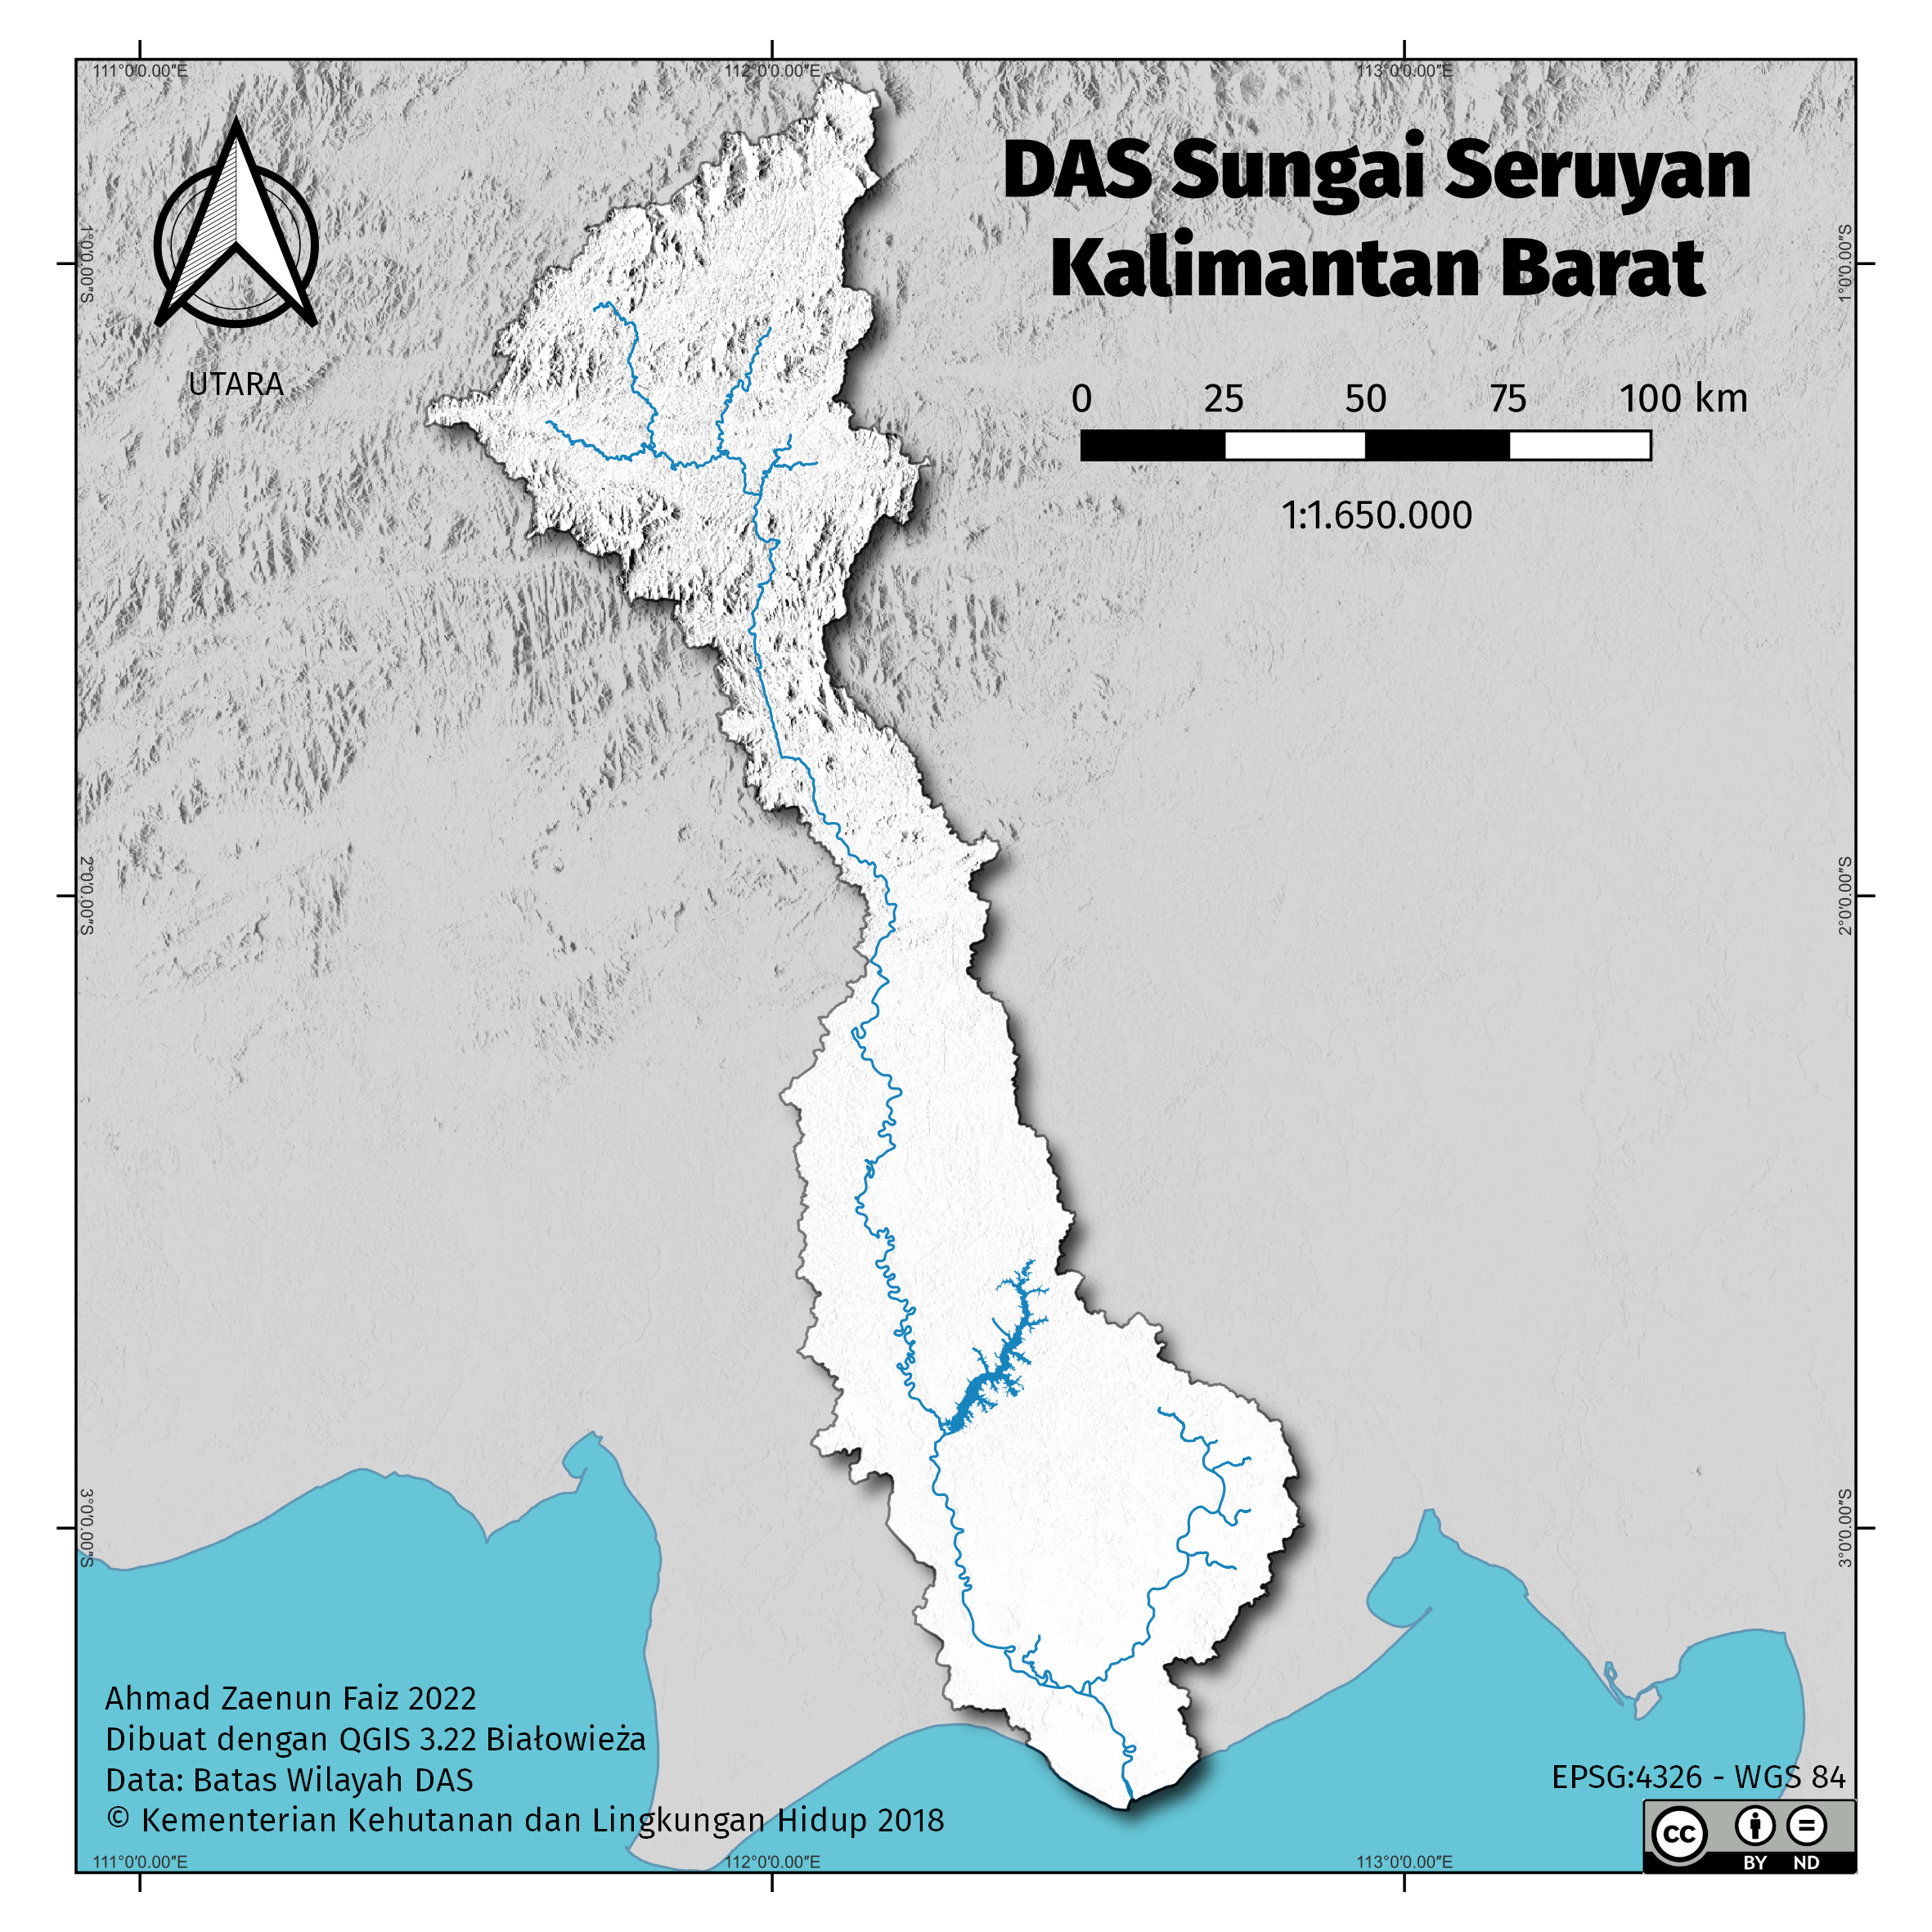 111°0'0.00"E
112°0'0.00"E
113°0'0.00"E
DAS Sungai Seruyan
Kalimantan Barat
1°0'0.00"S
1°0'0.00"S
UTARA
0 25 50 75 100 km
1:1.650.000
2°0'0.00"S
2°0'0.00"S
3°0'0.00"S
3°0'0.00"S
Ahmad Zaenun Faiz 2022
Dibuat dengan QGIS 3.22 Białowieża
Data: Batas Wilayah DAS
© Kementerian Kehutanan dan Lingkungan Hidup 2018
EPSG:4326 - WGS 84
cc
BY ND
111°0'0.00"E
112°0'0.00"E
113°0'0.00"E